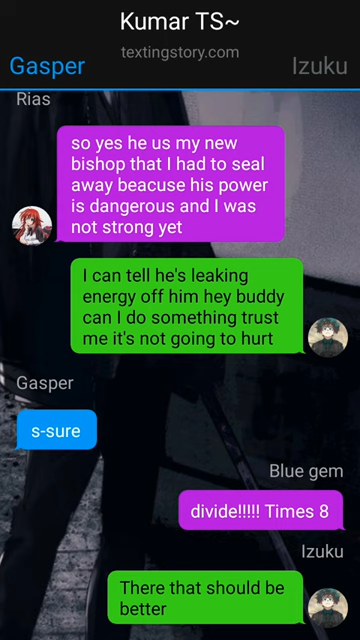 Kumar TS~
textingstory.com
Gasper
Izuku
Rias
so yes he us my new
bishop that I had to seal
away beacuse his power
is dangerous and I was
not strong yet
I can tell he's leaking
energy off him hey buddy
can I do something trust
me it's not going to hurt
Gasper
s-sure
Blue gem
divide!!!!! Times 8
Izuku
There that should be
better